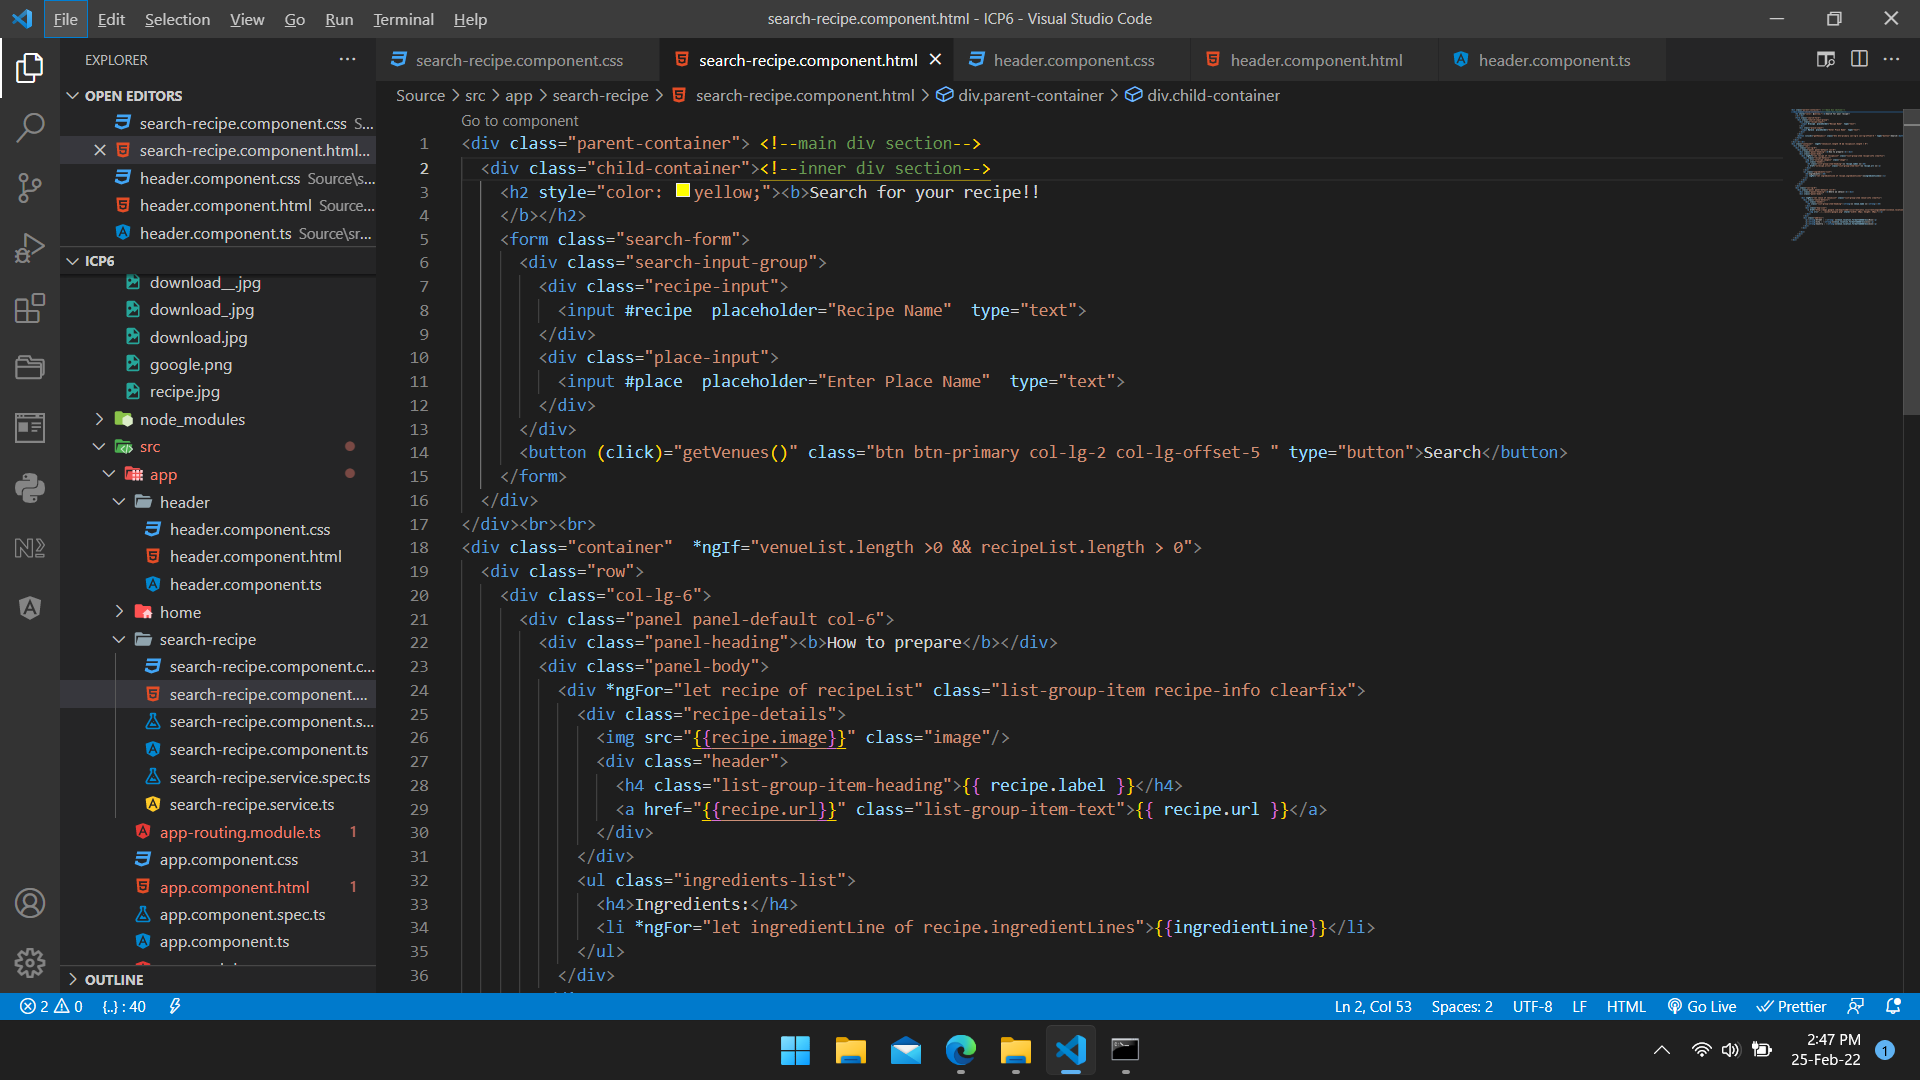 File Edit Selection View Go Run Terminal Help
search-recipe.component.html - ICP6 - Visual Studio Code
EXPLORER
search-recipe.component.css
search-recipe.component.html
header.component.css
header.component.html
header.component.ts
OPEN EDITORS
search-recipe.component.css S...
search-recipe.component.html...
header.component.css Source\s...
header.component.html Source...
header.component.ts Source\sr...
ICP6
download__.jpg
download_.jpg
download.jpg
google.png
recipe.jpg
node_modules
src
app
header
header.component.css
header.component.html
header.component.ts
home
search-recipe
search-recipe.component.c...
search-recipe.component....
search-recipe.component.s...
search-recipe.component.ts
search-recipe.service.spec.ts
search-recipe.service.ts
app-routing.module.ts 1
app.component.css
app.component.html 1
app.component.spec.ts
app.component.ts
OUTLINE
Source > src > app > search-recipe > search-recipe.component.html > div.parent-container > div.child-container
Go to component
1 <div class="parent-container"> <!--main div section-->
2 <div class="child-container"><!--inner div section-->
3 <h2 style="color: yellow;"><b>Search for your recipe!!
4 </b></h2>
5 <form class="search-form">
6 <div class="search-input-group">
7 <div class="recipe-input">
8 <input #recipe  placeholder="Recipe Name"  type="text">
9 </div>
10 <div class="place-input">
11 <input #place  placeholder="Enter Place Name"  type="text">
12 </div>
13 </div>
14 <button (click)="getVenues()" class="btn btn-primary col-lg-2 col-lg-offset-5 " type="button">Search</button>
15 </form>
16 </div>
17 </div><br><br>
18 <div class="container"  *ngIf="venueList.length >0 && recipeList.length > 0">
19 <div class="row">
20 <div class="col-lg-6">
21 <div class="panel panel-default col-6">
22 <div class="panel-heading"><b>How to prepare</b></div>
23 <div class="panel-body">
24 <div *ngFor="let recipe of recipeList" class="list-group-item recipe-info clearfix">
25 <div class="recipe-details">
26 <img src="{{recipe.image}}" class="image"/>
27 <div class="header">
28 <h4 class="list-group-item-heading">{{ recipe.label }}</h4>
29 <a href="{{recipe.url}}" class="list-group-item-text">{{ recipe.url }}</a>
30 </div>
31 </div>
32 <ul class="ingredients-list">
33 <h4>Ingredients:</h4>
34 <li *ngFor="let ingredientLine of recipe.ingredientLines">{{ingredientLine}}</li>
35 </ul>
36 </div>
2 0 {..} : 40
Ln 2, Col 53 Spaces: 2 UTF-8 LF HTML Go Live Prettier
2:47 PM
25-Feb-22
1